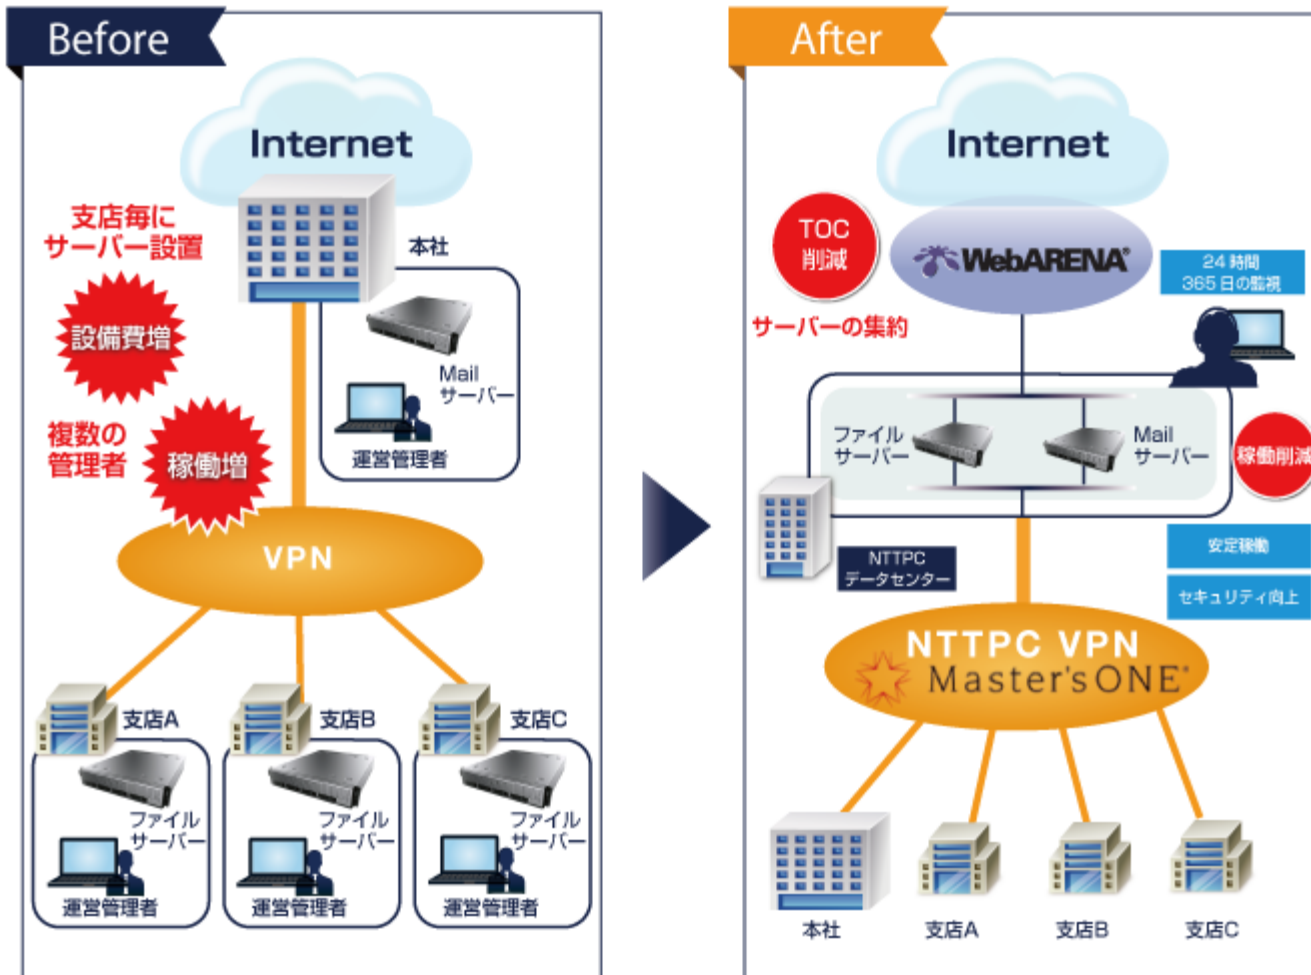 Before
Internet
支店毎に
サーバー設置
本社
設備費増
Mail
サーバー
複数の
管理者
稼働増
運営管理者
VPN
支店A
支店B
支店C
ファイル
サーバー
ファイル
サーバー
ファイル
サーバー
運営管理者
運営管理者
運営管理者
After
Internet
TOC
削減
WebARENA®
24時間
365日の監視
サーバーの集約
ファイル
サーバー
Mail
サーバー
稼働削減
NTTPC
データセンター
安定稼働
セキュリティ向上
NTTPC VPN
Master'sONE®
本社
支店A
支店B
支店C